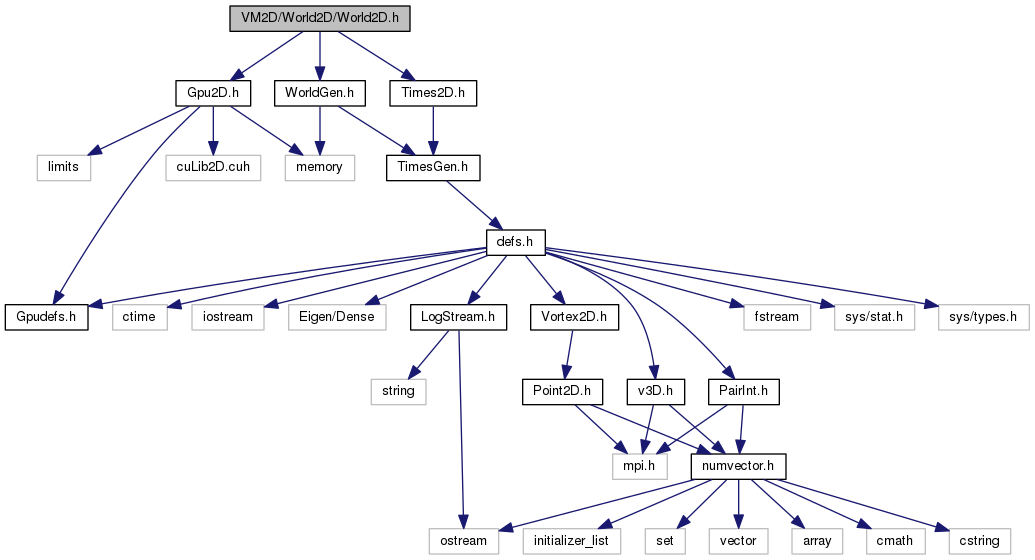 VM2D/World2D/World2D.h
Gpu2D.h
WorldGen.h
Times2D.h
limits
cuLib2D.cuh
memory
TimesGen.h
defs.h
Gpudefs.h
ctime
iostream
Eigen/Dense
LogStream.h
Vortex2D.h
fstream
sys/stat.h
sys/types.h
string
Point2D.h
v3D.h
PairInt.h
mpi.h
numvector.h
ostream
initializer_list
set
vector
array
cmath
cstring